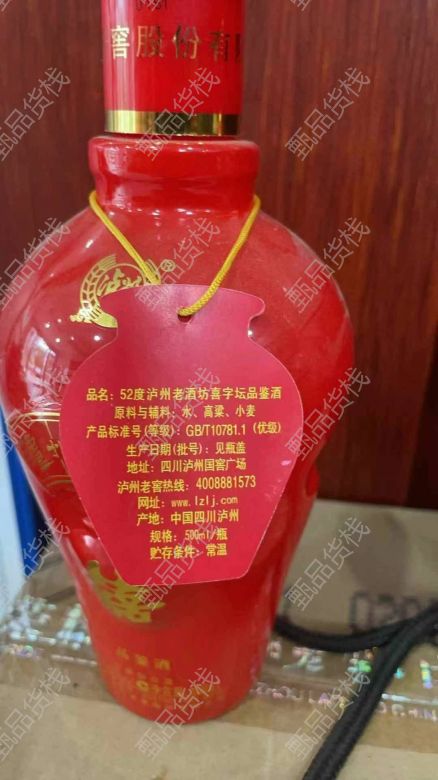 窖股份有
泸州
®
品名：52度泸州老酒坊喜字坛品鉴酒
原料与辅料：水、高粱、小麦
产品标准号(等级)：GB/T10781.1（优级）
生产日期(批号)：见瓶盖
地址：四川泸州国窖广场
泸州老窖热线：4008881573
网址：www.lzlj.com
产地：中国四川泸州
规格：500ml/瓶
贮存条件：常温
品鉴酒
甄品货栈